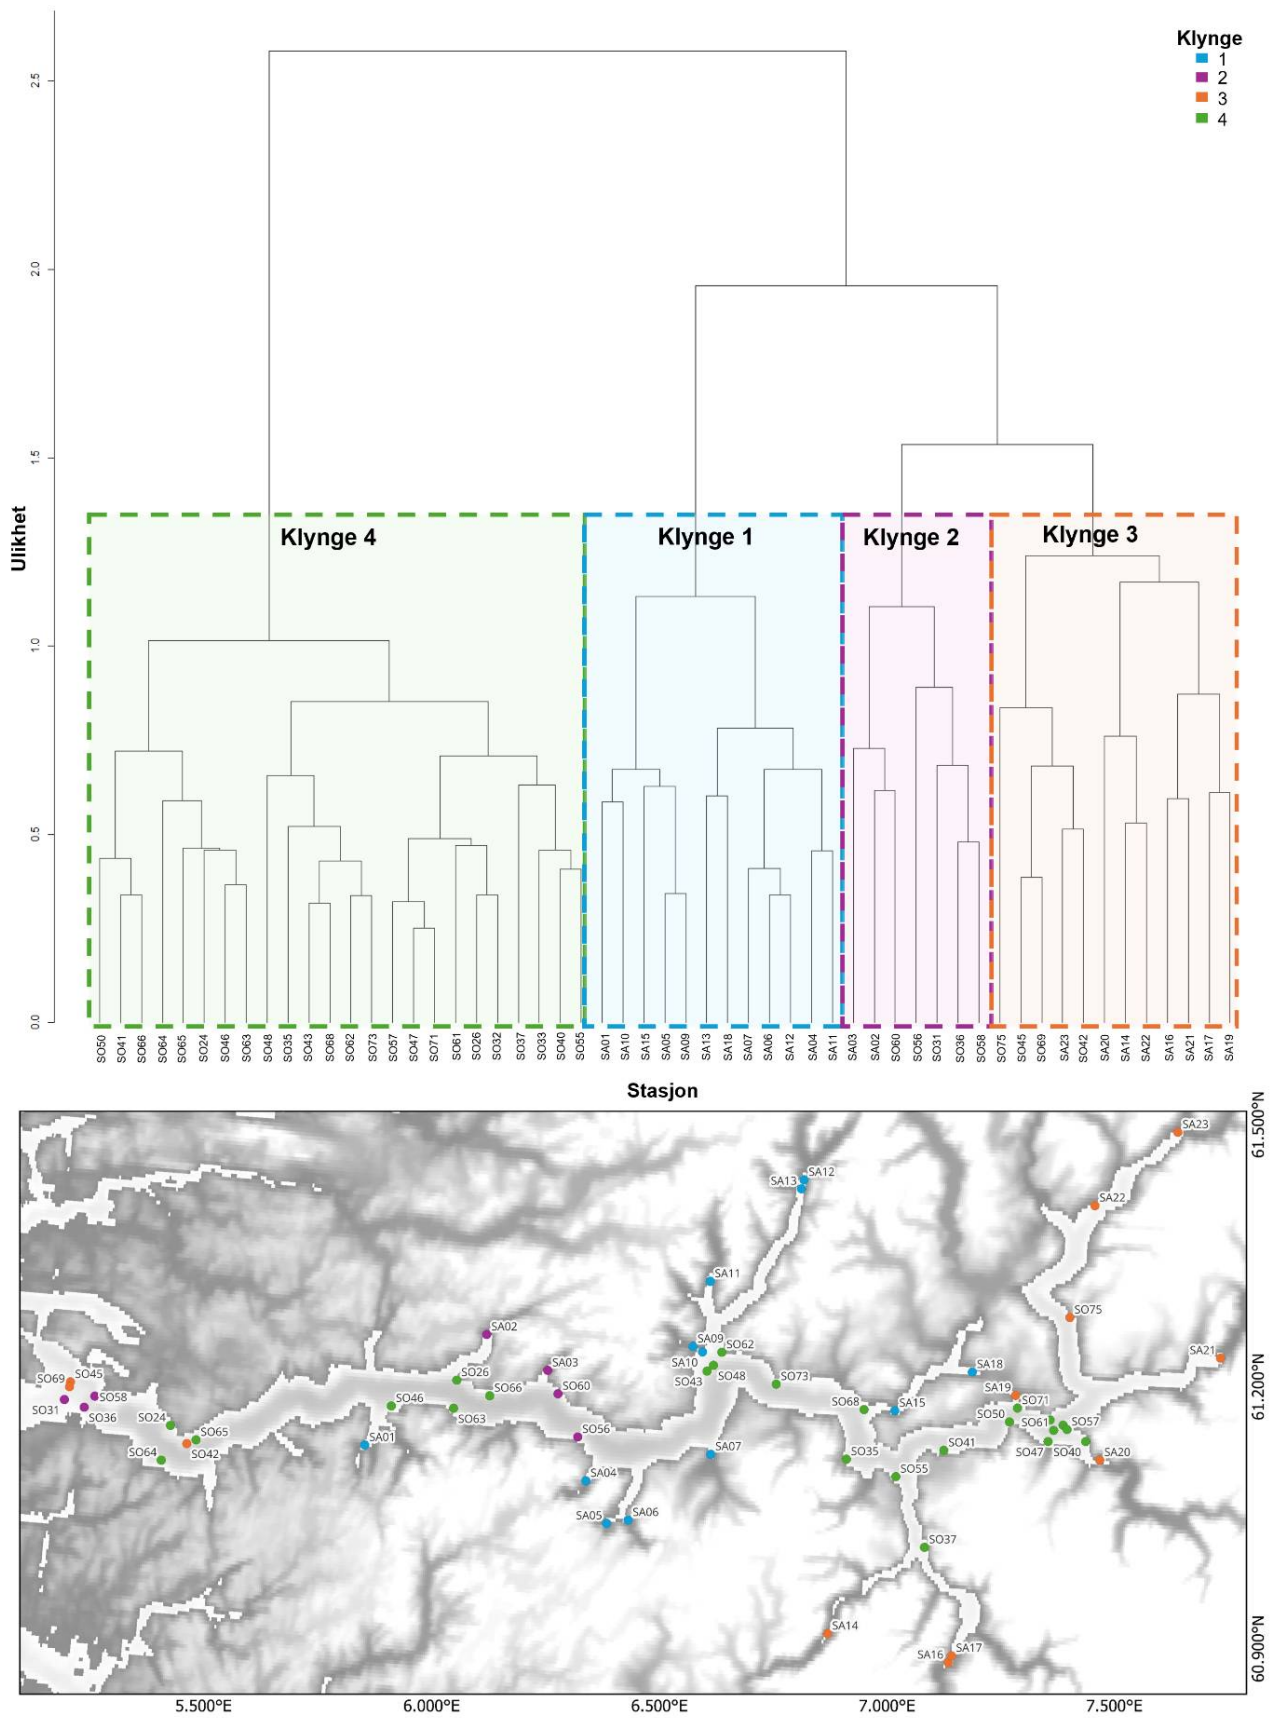 Klynge
1
2
3
4
2.5
2.0
1.5
1.0
0.5
0.0
Ulikhet
Klynge 4
Klynge 1
Klynge 2
Klynge 3
SO50
SO41
SO66
SO64
SO65
SO24
SO46
SO63
SO48
SO35
SO43
SO68
SO62
SO73
SO57
SO47
SO71
SO61
SO26
SO32
SO37
SO33
SO40
SO55
SA01
SA10
SA15
SA05
SA09
SA13
SA18
SA07
SA06
SA12
SA04
SA11
SA03
SA02
SO60
SO56
SO31
SO36
SO58
SO75
SO45
SO69
SA23
SO42
SA20
SA14
SA22
SA16
SA21
SA17
SA19
Stasjon
SA23
SA12
SA13
SA22
SA11
SO75
SA02
SA09
SO62
SA21
SA03
SA10
SA18
SO45
SO69
SO26
SO43
SO48
SO73
SA19
SO58
SO66
SO60
SO71
SO31
SO46
SO68
SA15
SO50
SO36
SO24
SO63
SO61
SO57
SO65
SO56
SA01
SO64
SO42
SA07
SO35
SO41
SO47
SO40
SA20
SA04
SO55
SA05
SA06
SO37
SA14
SA16
SA17
61.500°N
61.200°N
60.900°N
5.500°E
6.000°E
6.500°E
7.000°E
7.500°E